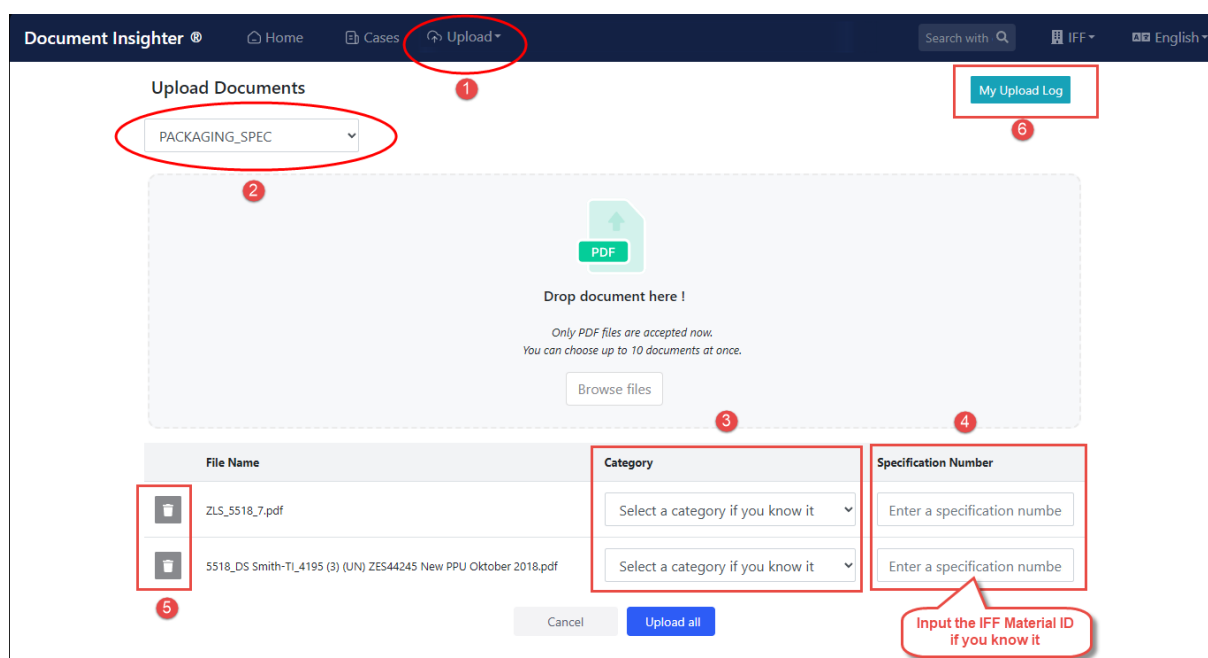 Document Insighter ® Home Cases Upload Search with IFF English
1
Upload Documents My Upload Log
6
PACKAGING_SPEC
2
PDF
Drop document here !
Only PDF files are accepted now.
You can choose up to 10 documents at once.
Browse files
3 4
File Name Category Specification Number
ZLS_5518_7.pdf Select a category if you know it Enter a specification numbe
5518_DS Smith-TI_4195 (3) (UN) ZES44245 New PPU Oktober 2018.pdf Select a category if you know it Enter a specification numbe
5
Cancel Upload all
Input the IFF Material ID
if you know it